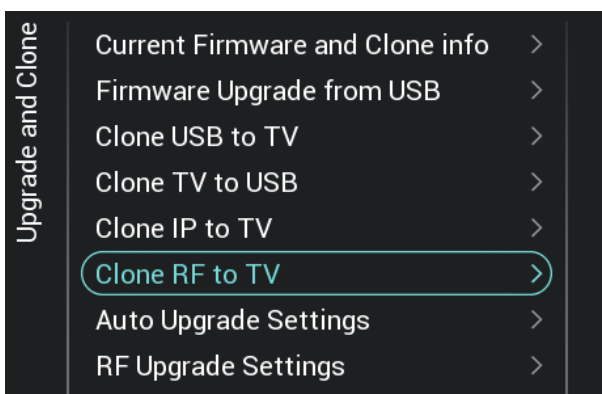 Upgrade and Clone
Current Firmware and Clone info
Firmware Upgrade from USB
Clone USB to TV
Clone TV to USB
Clone IP to TV
Clone RF to TV
Auto Upgrade Settings
RF Upgrade Settings